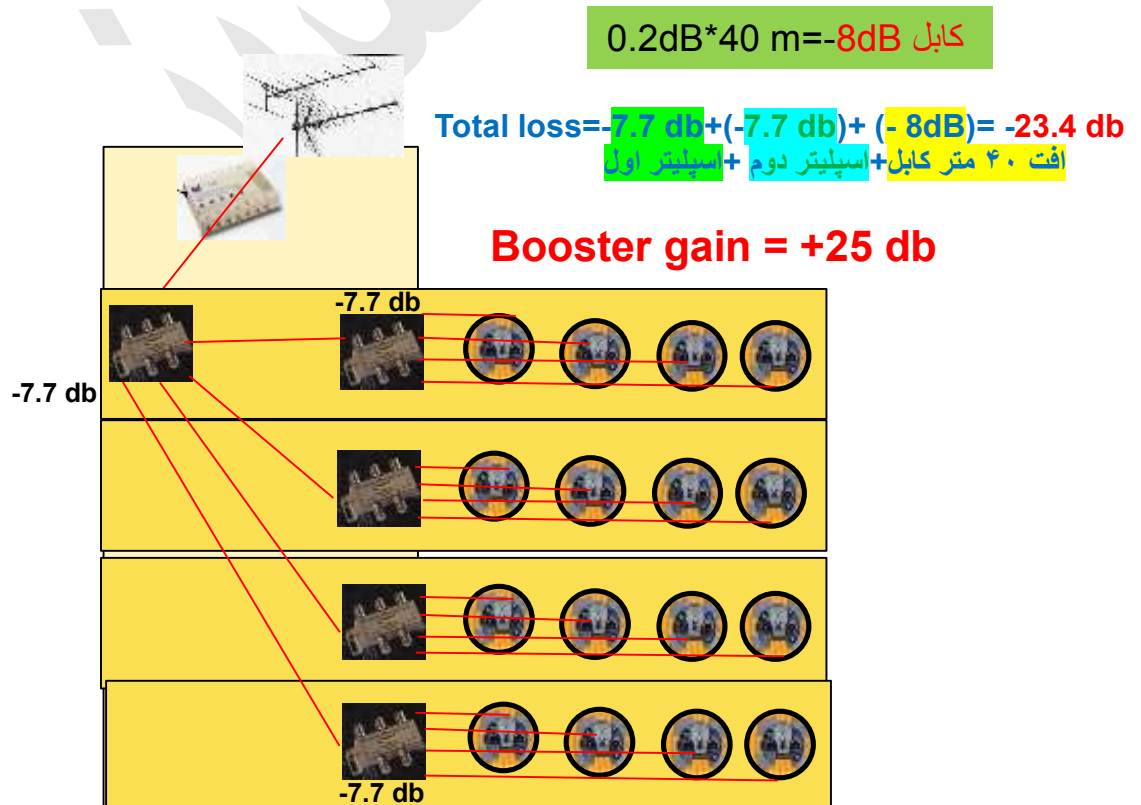 0.2dB*40 m=-8dB کابل
Total loss=-7.7 db+(-7.7 db)+ (- 8dB)= -23.4 db
افت ۴۰ متر کابل+اسپلیتر دوم +اسپلیتر اول
Booster gain = +25 db
-7.7 db
-7.7 db
-7.7 db